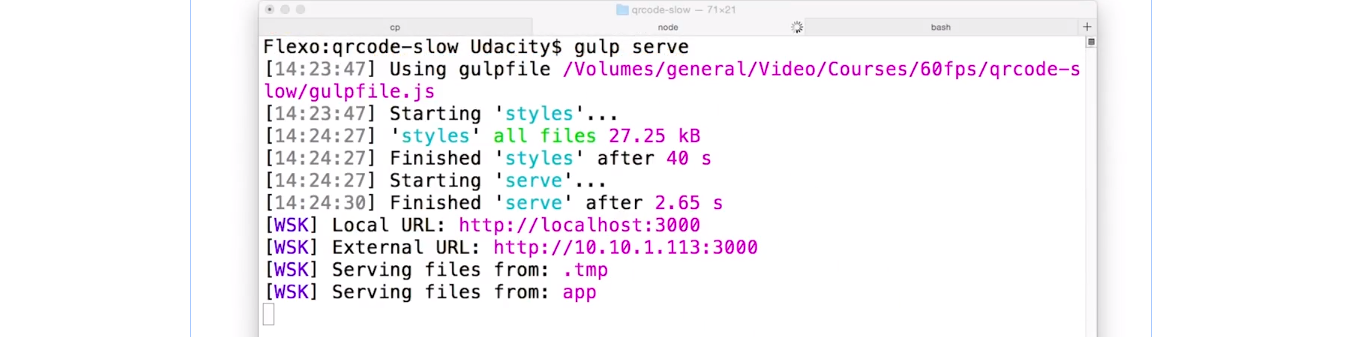 qrcode-slow — 71×21
cp
node
bash
+
Flexo:qrcode-slow Udacity$ gulp serve
[14:23:47] Using gulpfile /Volumes/general/Video/Courses/60fps/qrcode-s
low/gulpfile.js
[14:23:47] Starting 'styles'...
[14:24:27] 'styles' all files 27.25 kB
[14:24:27] Finished 'styles' after 40 s
[14:24:27] Starting 'serve'...
[14:24:30] Finished 'serve' after 2.65 s
[WSK] Local URL: http://localhost:3000
[WSK] External URL: http://10.10.1.113:3000
[WSK] Serving files from: .tmp
[WSK] Serving files from: app